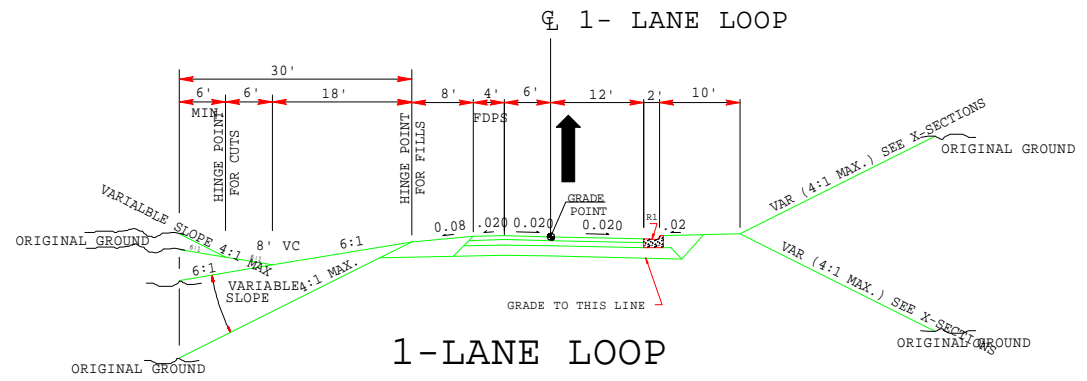 ℄ 1- LANE LOOP
30'
6' 6' 18' 8' 4' 6' 12' 2' 10'
MIN. FDPS
HINGE POINT
FOR CUTS
HINGE POINT
FOR FILLS
VAR (4:1 MAX.) SEE X-SECTIONS
ORIGINAL GROUND
GRADE
POINT
R1
0.08 .020 0.020 0.020 .02
VARIALBLE SLOPE 4:1 MAX
ORIGINAL GROUND
8' VC
6:1
6:1
6:1
6:1
VARIABLE
SLOPE
4:1 MAX.
GRADE TO THIS LINE
VAR (4:1 MAX.) SEE X-SECTIONS
ORIGINAL GROUND
ORIGINAL GROUND
1-LANE LOOP